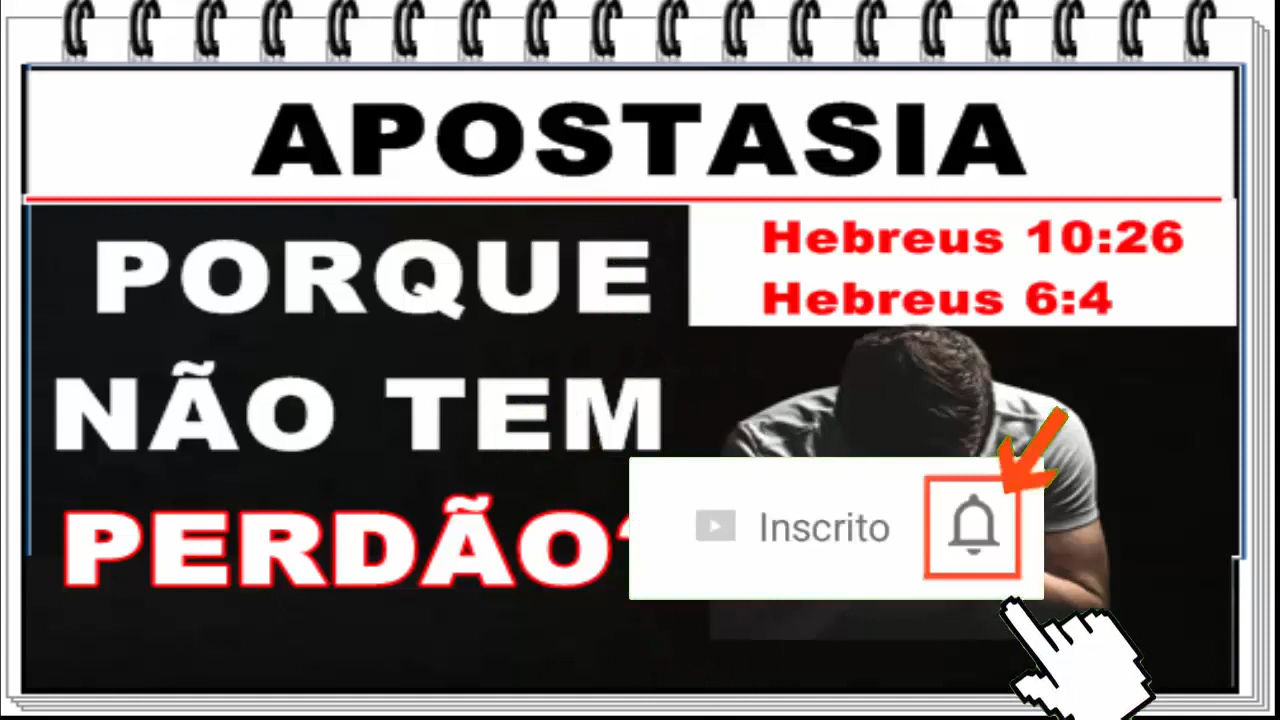 APOSTASIA
PORQUE
NÃO TEM
PERDÃO
Hebreus 10:26
Hebreus 6:4
Inscrito